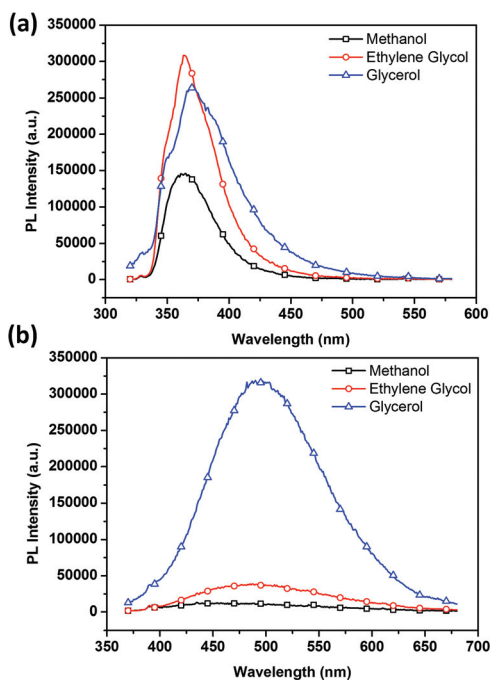 (a)
PL Intensity (a.u.)
350000
300000
250000
200000
150000
100000
50000
0
Methanol
Ethylene Glycol
Glycerol
300 350 400 450 500 550 600
Wavelength (nm)
(b)
PL Intensity (a.u.)
350000
300000
250000
200000
150000
100000
50000
0
Methanol
Ethylene Glycol
Glycerol
350 400 450 500 550 600 650 700
Wavelength (nm)